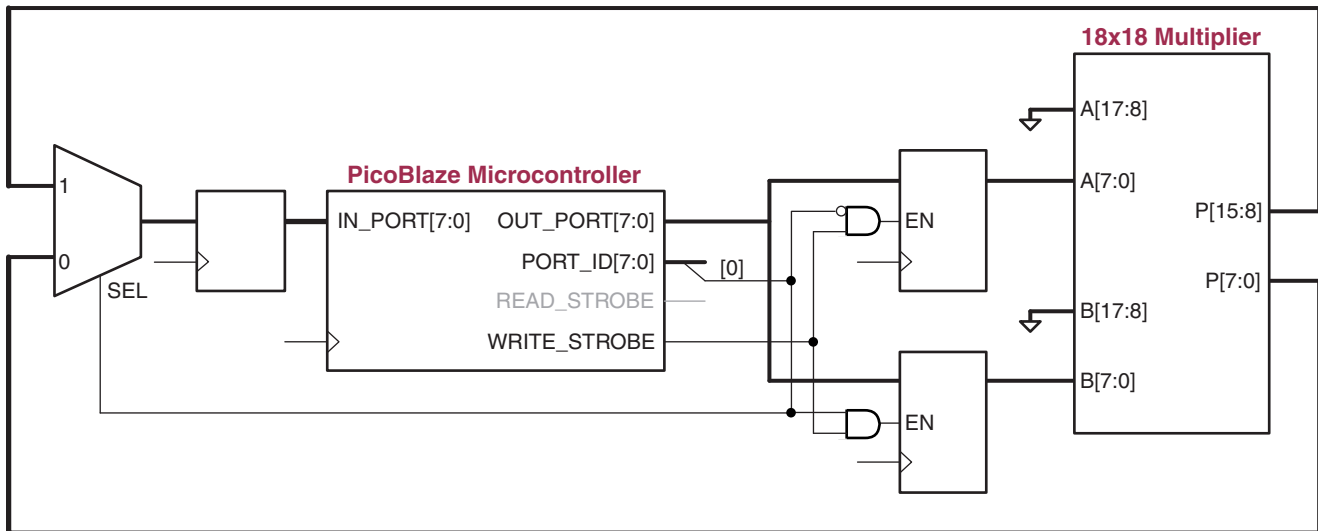 18x18 Multiplier
A[17:8]
PicoBlaze Microcontroller
1
A[7:0]
IN_PORT[7:0]
OUT_PORT[7:0]
EN
P[15:8]
0
PORT_ID[7:0]
[0]
SEL
READ_STROBE
P[7:0]
B[17:8]
WRITE_STROBE
B[7:0]
EN